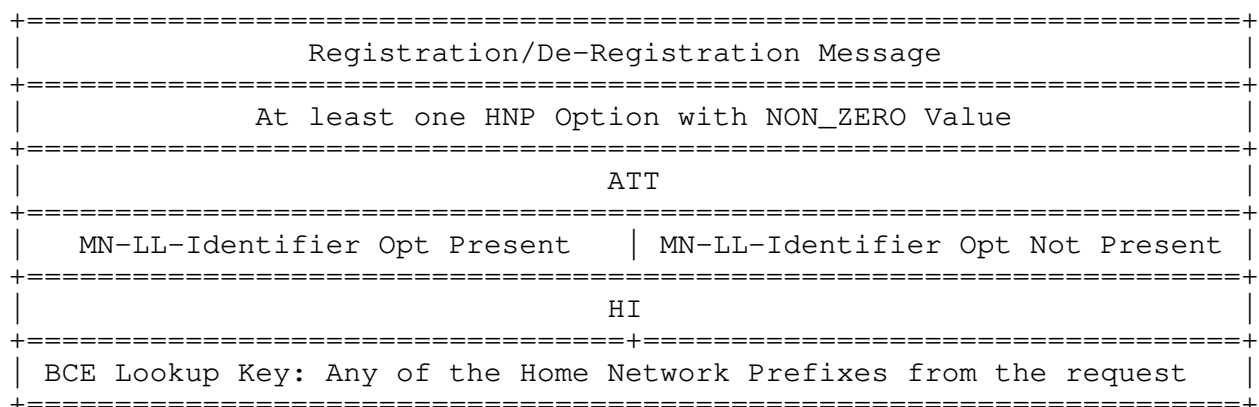 +=====================================================================+
|                Registration/De-Registration Message                 |
+=====================================================================+
|             At least one HNP Option with NON_ZERO Value             |
+=====================================================================+
|                                 ATT                                 |
+=====================================================================+
|   MN-LL-Identifier Opt Present   | MN-LL-Identifier Opt Not Present |
+=====================================================================+
|                                 HI                                  |
+==================================+==================================+
| BCE Lookup Key: Any of the Home Network Prefixes from the request   |
+=====================================================================+